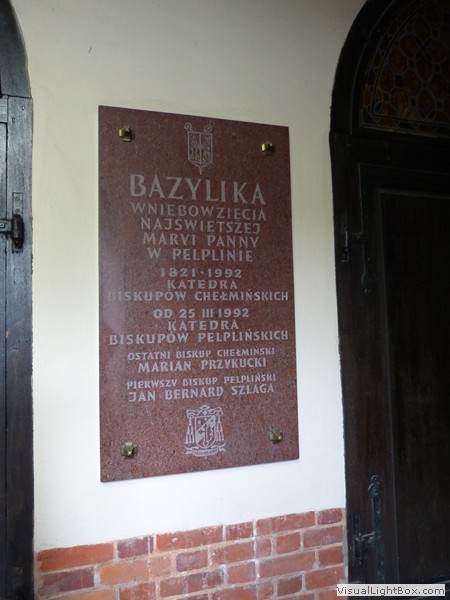 BAZYLIKA
WNIEBOWZIĘCIA
NAJŚWIĘTSZEJ
MARYI PANNY
W PELPLINIE
1821-1992
KATEDRA
BISKUPÓW CHEŁMIŃSKICH
OD 25 III 1992
KATEDRA
BISKUPÓW PELPLIŃSKICH
OSTATNI BISKUP CHEŁMIŃSKI
MARIAN PRZYKUCKI
PIERWSZY BISKUP PELPLIŃSKI
JAN BERNARD SZLAGA
VisualLightBox.com